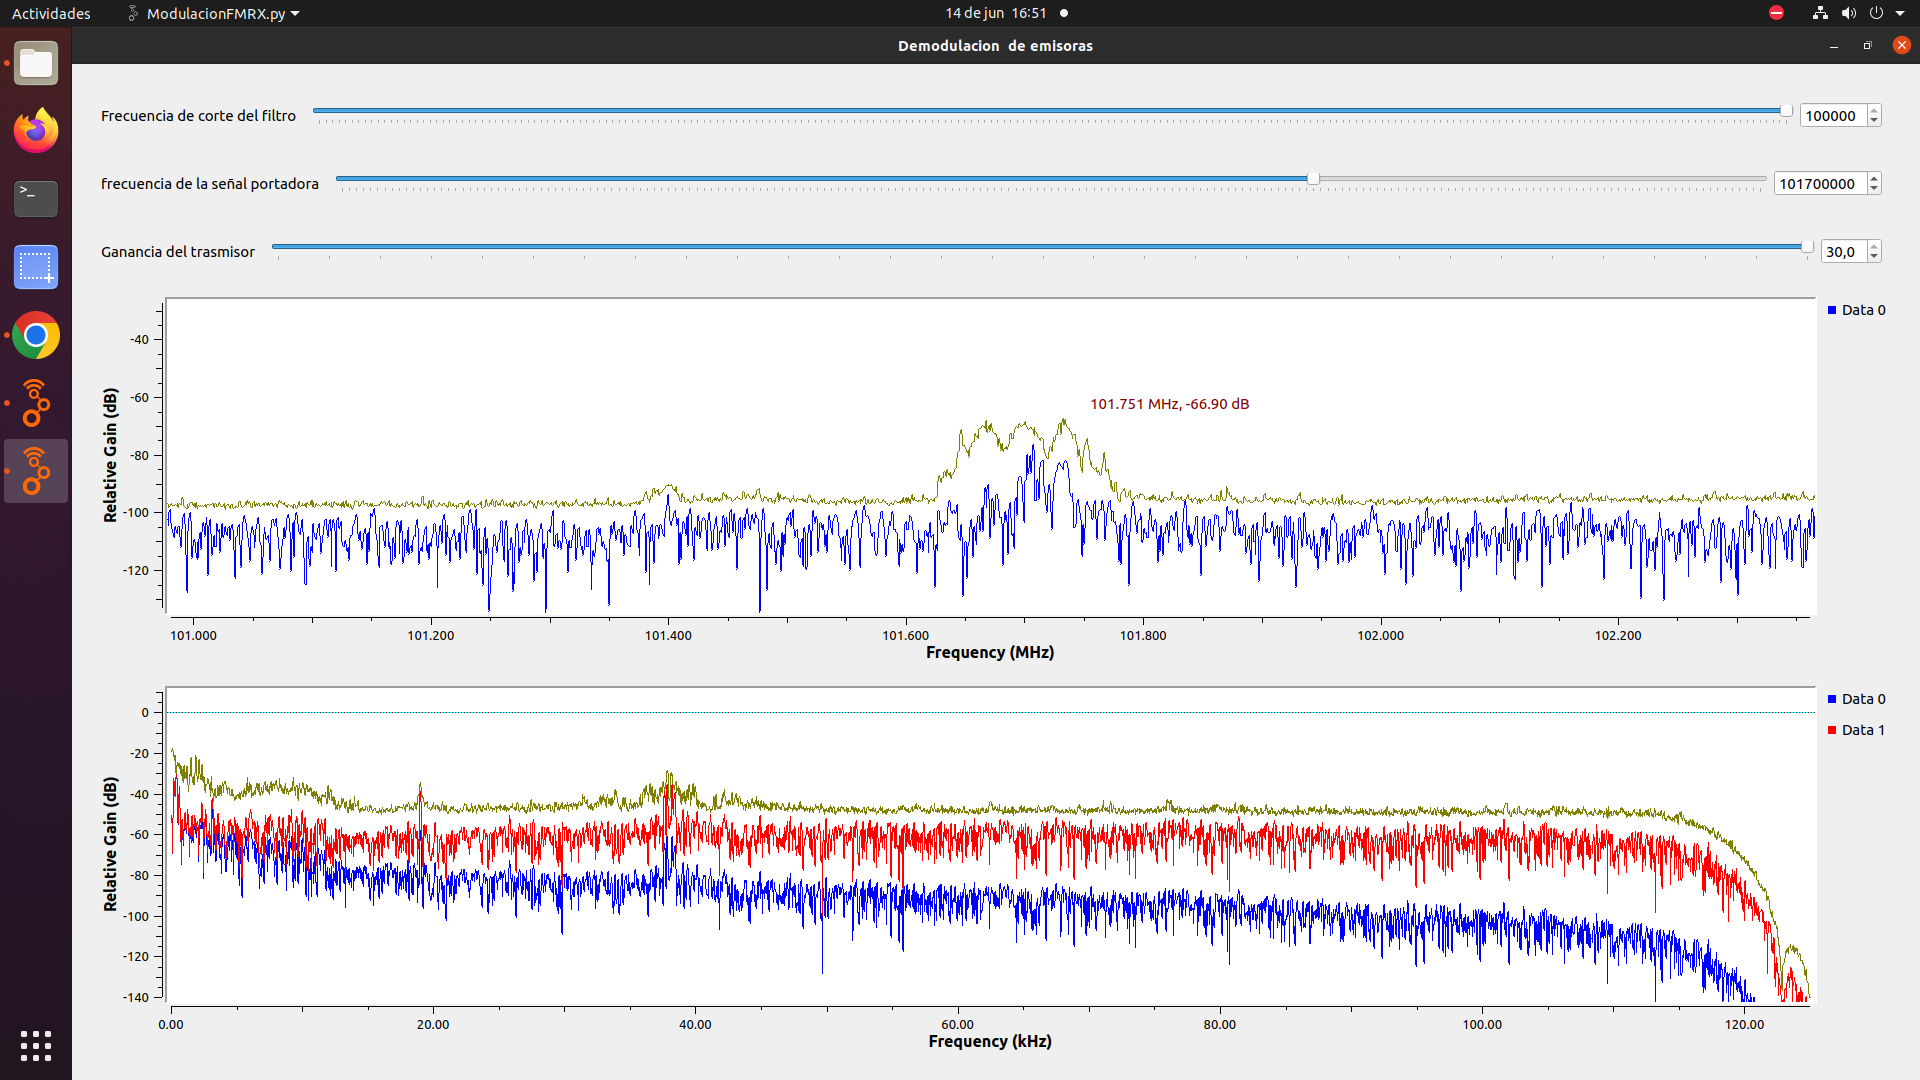 Actividades ModulacionFMRX.py 14 de jun 16:51
Demodulacion de emisoras
Frecuencia de corte del filtro 100000
frecuencia de la señal portadora 101700000
Ganancia del trasmisor 30,0
Data 0
101.751 MHz, -66.90 dB
Relative Gain (dB)
-40
-60
-80
-100
-120
101.000 101.200 101.400 101.600 101.800 102.000 102.200
Frequency (MHz)
Data 0
Data 1
Relative Gain (dB)
0
-20
-40
-60
-80
-100
-120
-140
0.00 20.00 40.00 60.00 80.00 100.00 120.00
Frequency (kHz)
>_